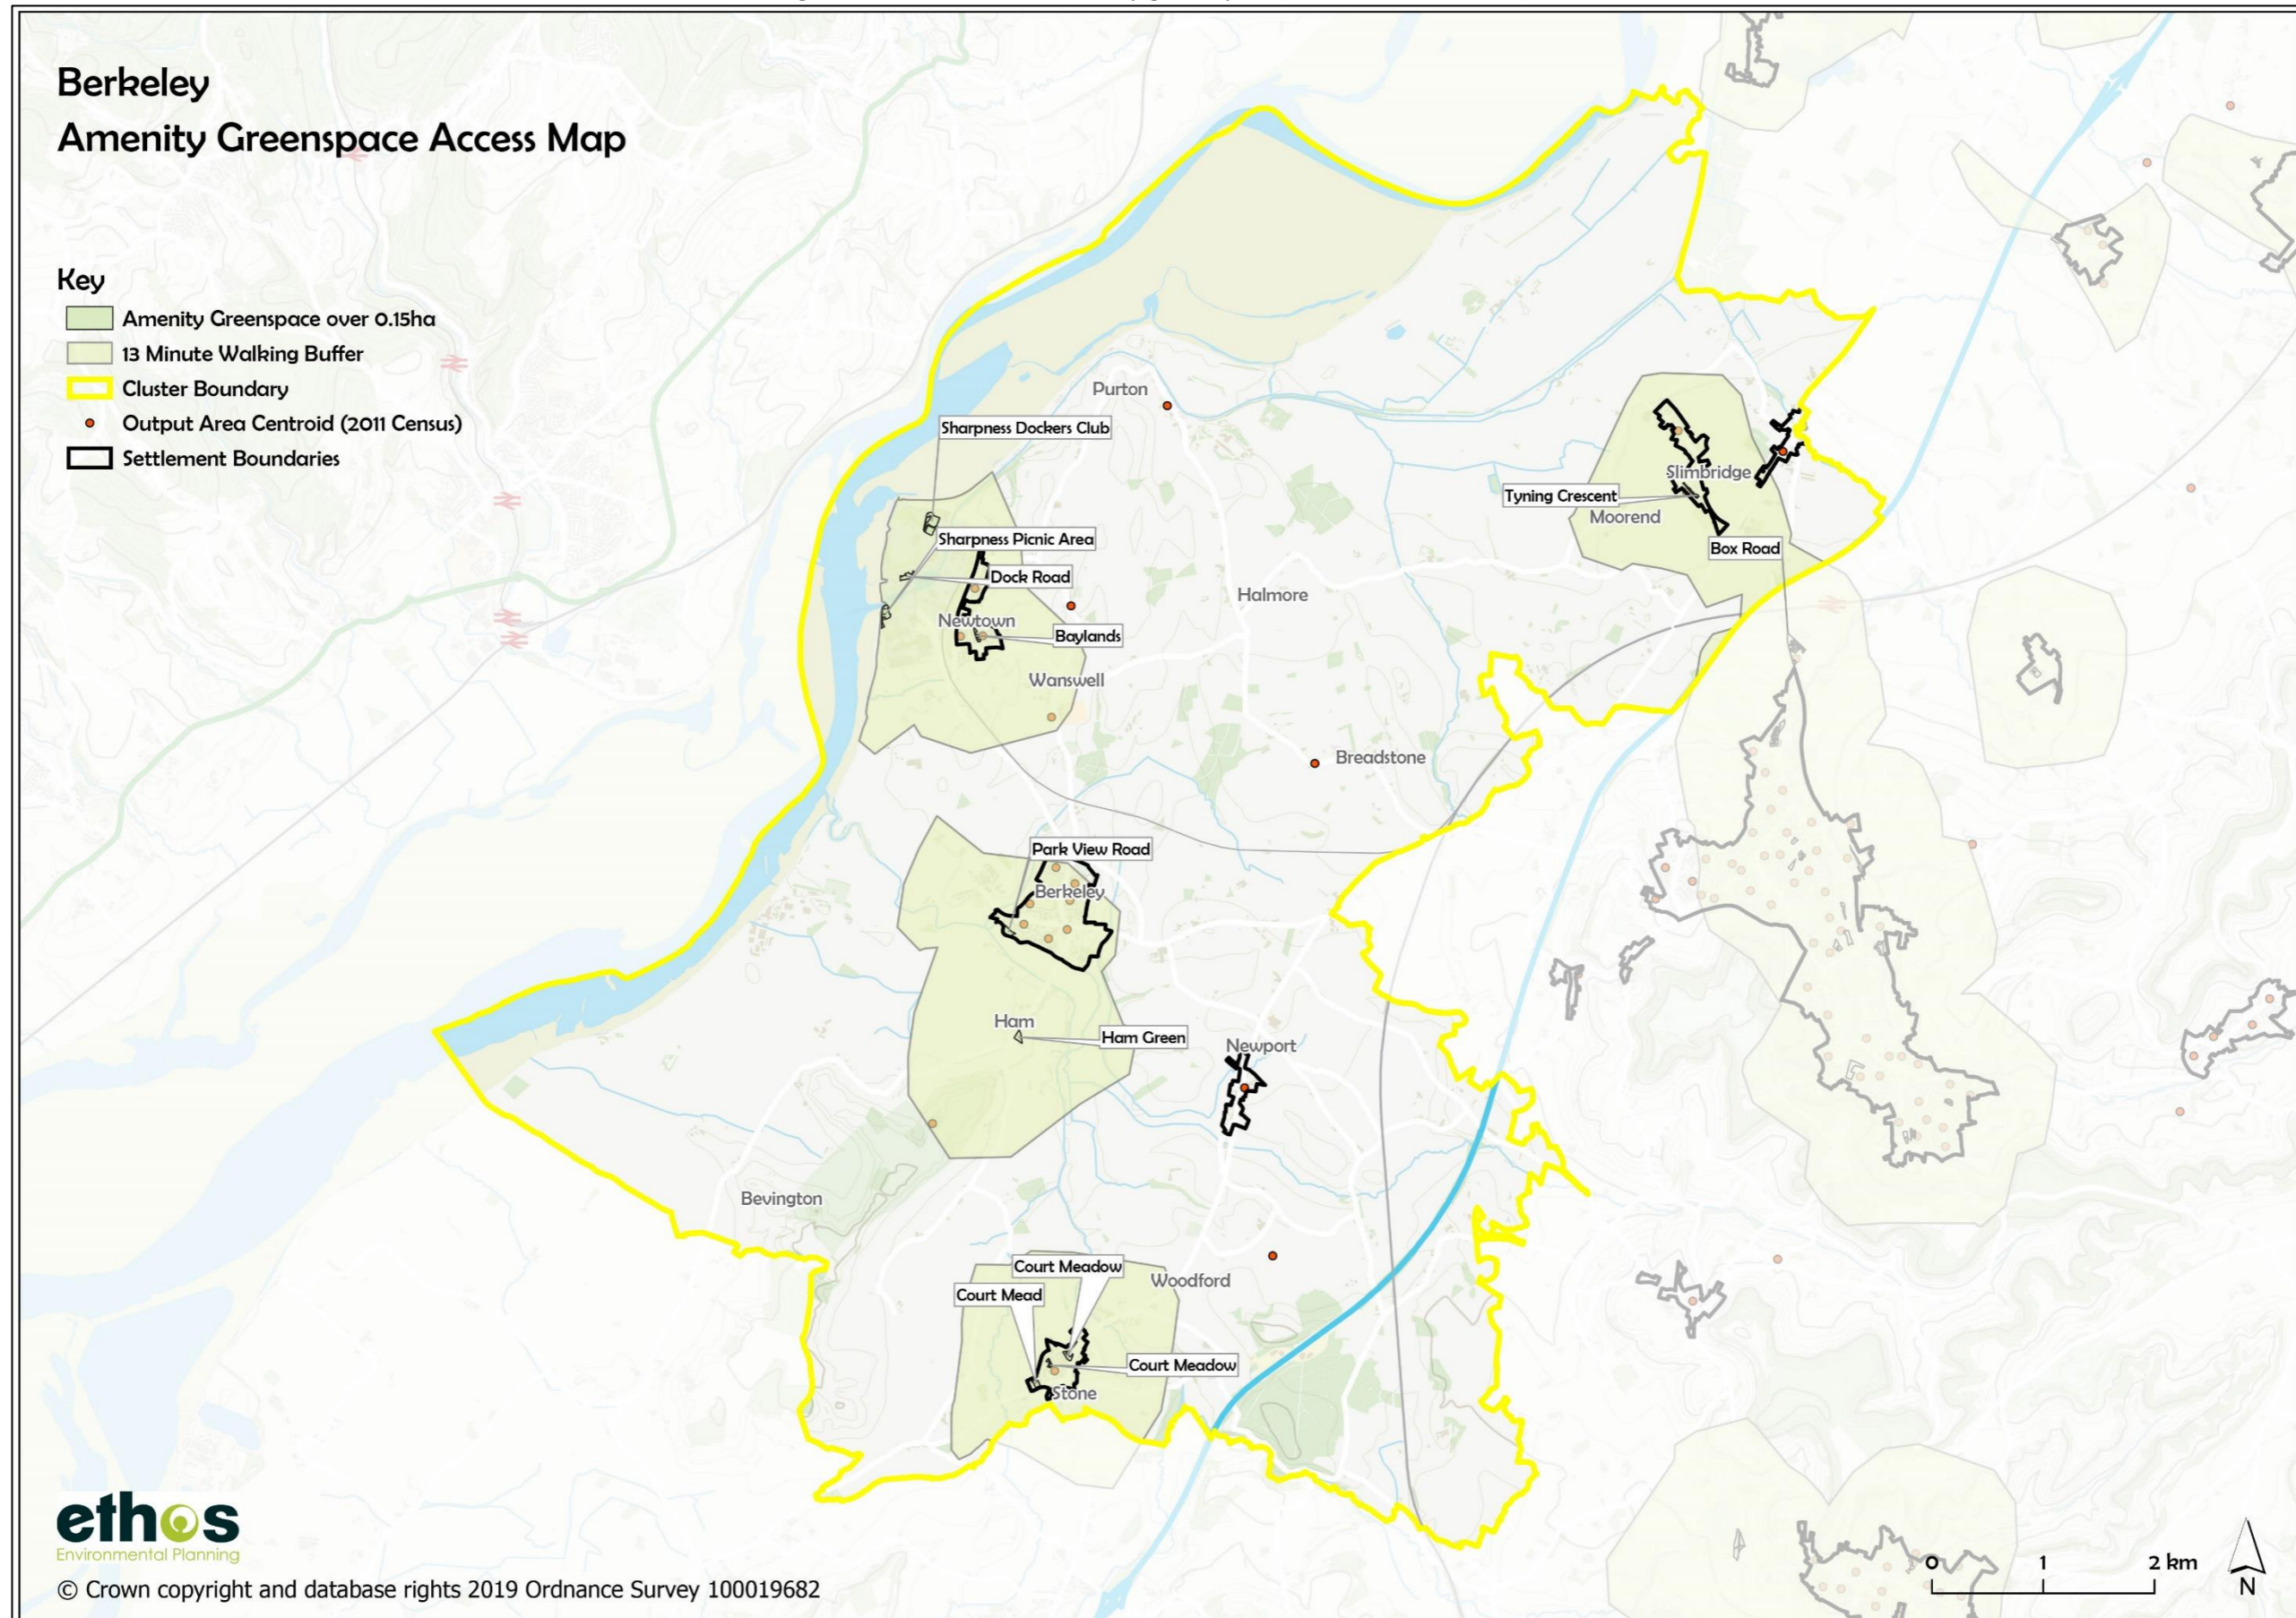 Berkeley
Amenity Greenspace Access Map
Key
Amenity Greenspace over 0.15ha
13 Minute Walking Buffer
Cluster Boundary
Output Area Centroid (2011 Census)
Settlement Boundaries
Purton
Sharpness Dockers Club
Slimbridge
Tyning Crescent
Moorend
Sharpness Picnic Area
Box Road
Dock Road
Halmore
Newtown
Baylands
Wanswell
Breadstone
Park View Road
Berkeley
Ham
Ham Green
Newport
Bevington
Court Meadow
Woodford
Court Mead
Court Meadow
Stone
ethos
Environmental Planning
0 1 2 km
N
© Crown copyright and database rights 2019 Ordnance Survey 100019682